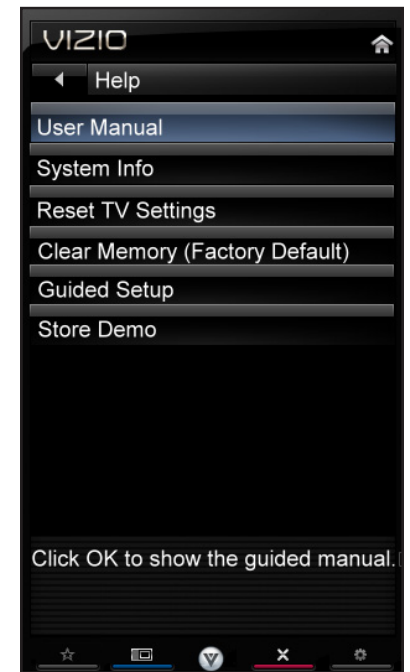 VIZIO
Help
User Manual
System Info
Reset TV Settings
Clear Memory (Factory Default)
Guided Setup
Store Demo
Click OK to show the guided manual.
V